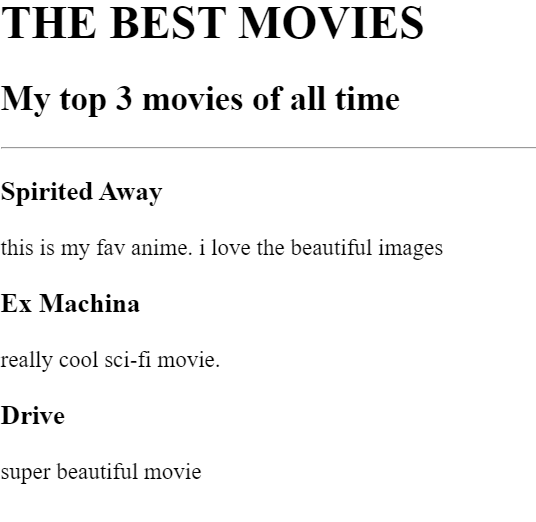 THE BEST MOVIES
My top 3 movies of all time
Spirited Away
this is my fav anime. i love the beautiful images
Ex Machina
really cool sci-fi movie.
Drive
super beautiful movie